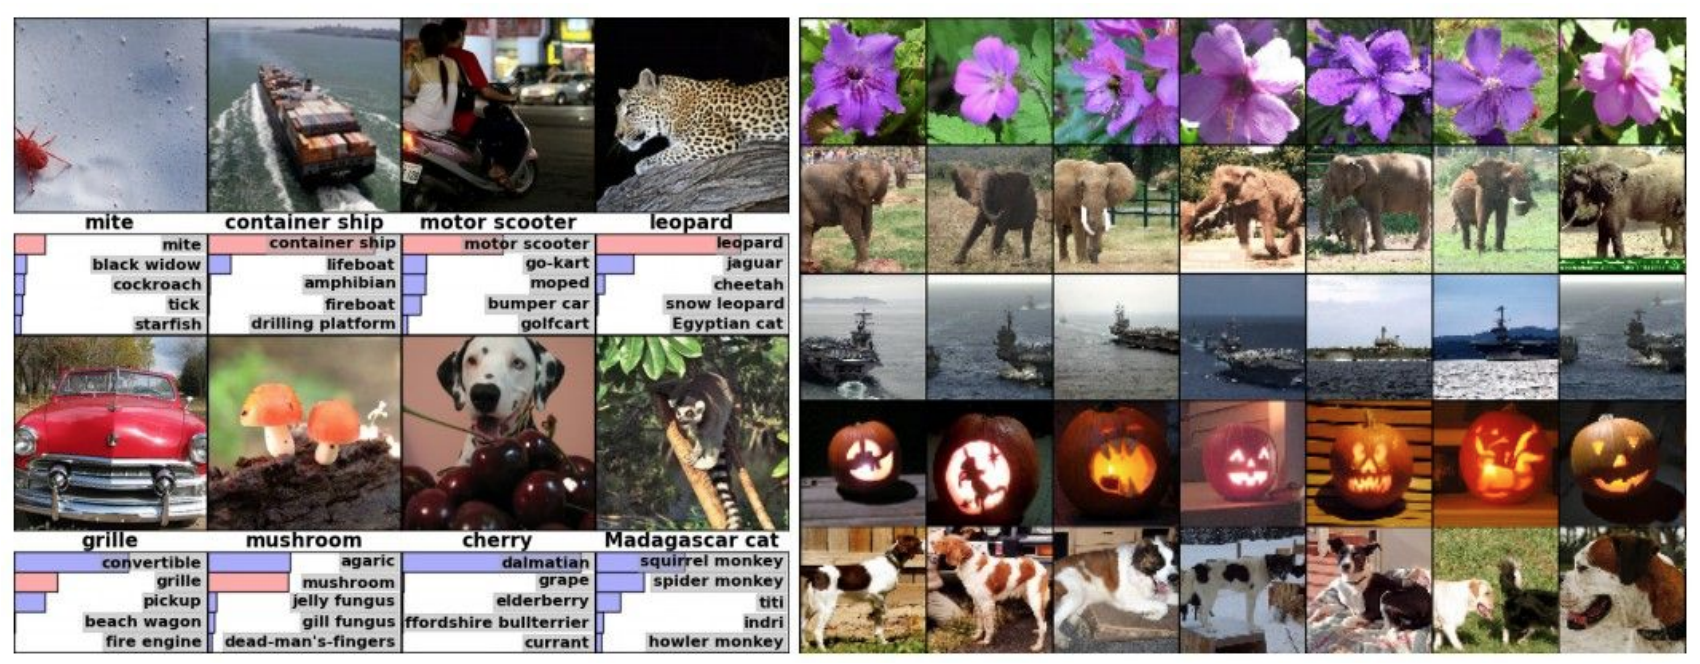 mite
container ship
motor scooter
leopard
mite
black widow
cockroach
tick
starfish
container ship
lifeboat
amphibian
fireboat
drilling platform
motor scooter
go-kart
moped
bumper car
golfcart
leopard
jaguar
cheetah
snow leopard
Egyptian cat
grille
mushroom
cherry
Madagascar cat
convertible
grille
pickup
beach wagon
fire engine
agaric
mushroom
jelly fungus
gill fungus
dead-man's-fingers
dalmatian
grape
elderberry
ffordshire bullterrier
currant
squirrel monkey
spider monkey
titi
indri
howler monkey